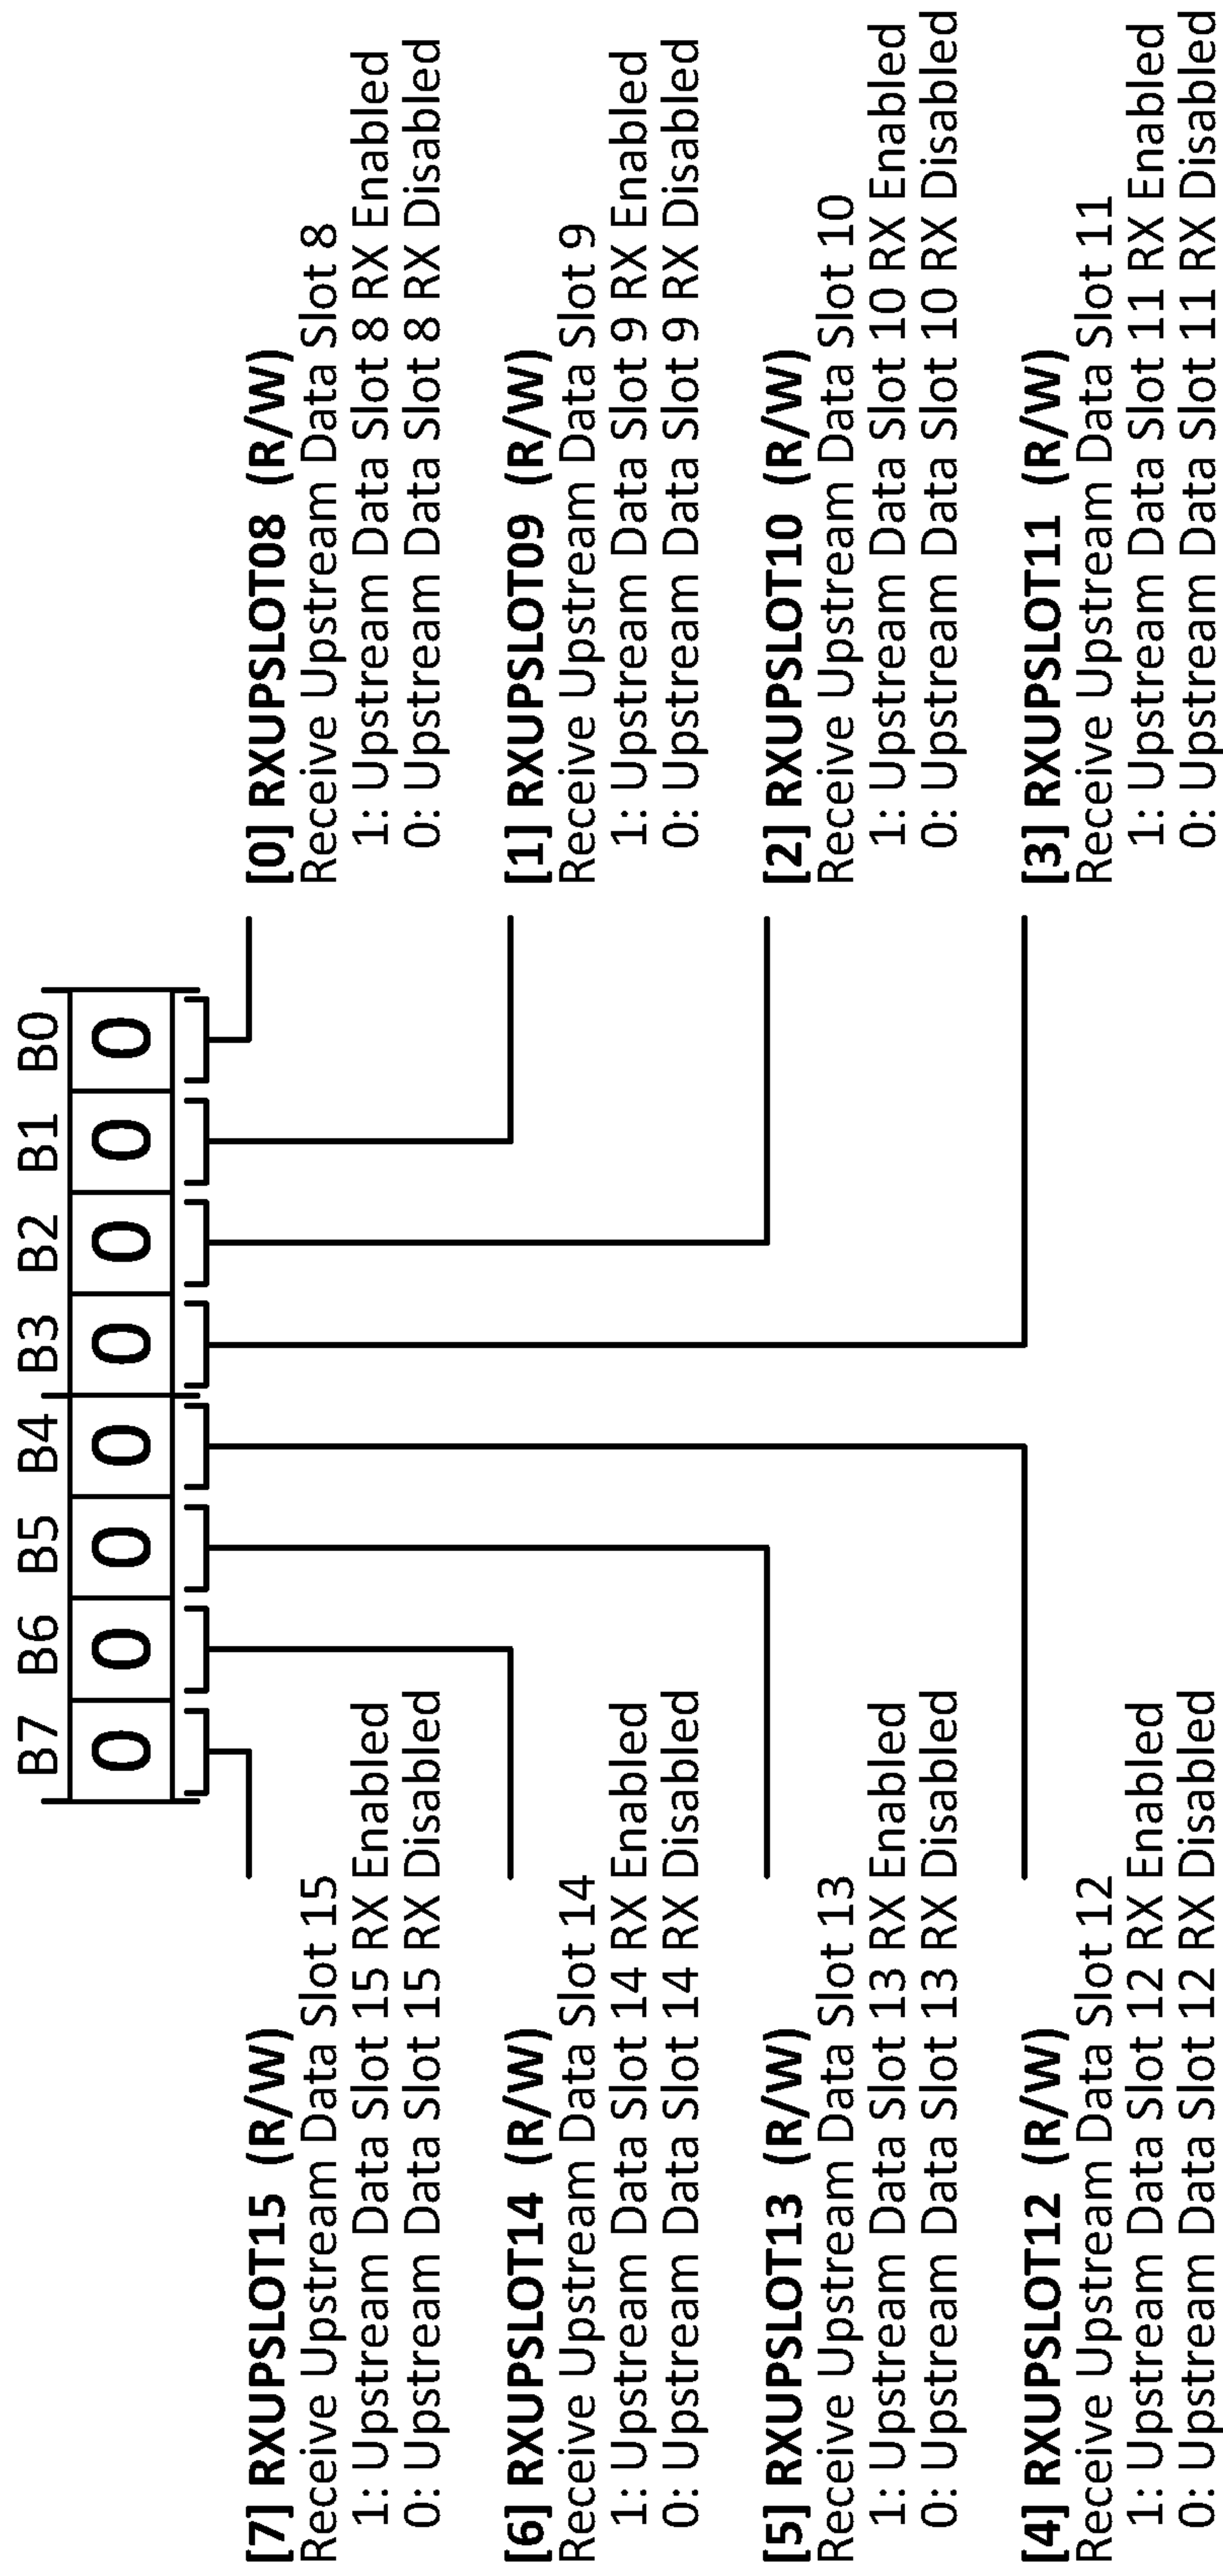 B7 B6 B5 B4 B3 B2 B1 B0
0 0 0 0 0 0 0 0
[7] RXUPSLOT15 (R/W)
Receive Upstream Data Slot 15
1: Upstream Data Slot 15 RX Enabled
0: Upstream Data Slot 15 RX Disabled
[6] RXUPSLOT14 (R/W)
Receive Upstream Data Slot 14
1: Upstream Data Slot 14 RX Enabled
0: Upstream Data Slot 14 RX Disabled
[5] RXUPSLOT13 (R/W)
Receive Upstream Data Slot 13
1: Upstream Data Slot 13 RX Enabled
0: Upstream Data Slot 13 RX Disabled
[4] RXUPSLOT12 (R/W)
Receive Upstream Data Slot 12
1: Upstream Data Slot 12 RX Enabled
0: Upstream Data Slot 12 RX Disabled
[0] RXUPSLOT08 (R/W)
Receive Upstream Data Slot 8
1: Upstream Data Slot 8 RX Enabled
0: Upstream Data Slot 8 RX Disabled
[1] RXUPSLOT09 (R/W)
Receive Upstream Data Slot 9
1: Upstream Data Slot 9 RX Enabled
0: Upstream Data Slot 9 RX Disabled
[2] RXUPSLOT10 (R/W)
Receive Upstream Data Slot 10
1: Upstream Data Slot 10 RX Enabled
0: Upstream Data Slot 10 RX Disabled
[3] RXUPSLOT11 (R/W)
Receive Upstream Data Slot 11
1: Upstream Data Slot 11 RX Enabled
0: Upstream Data Slot 11 RX Disabled